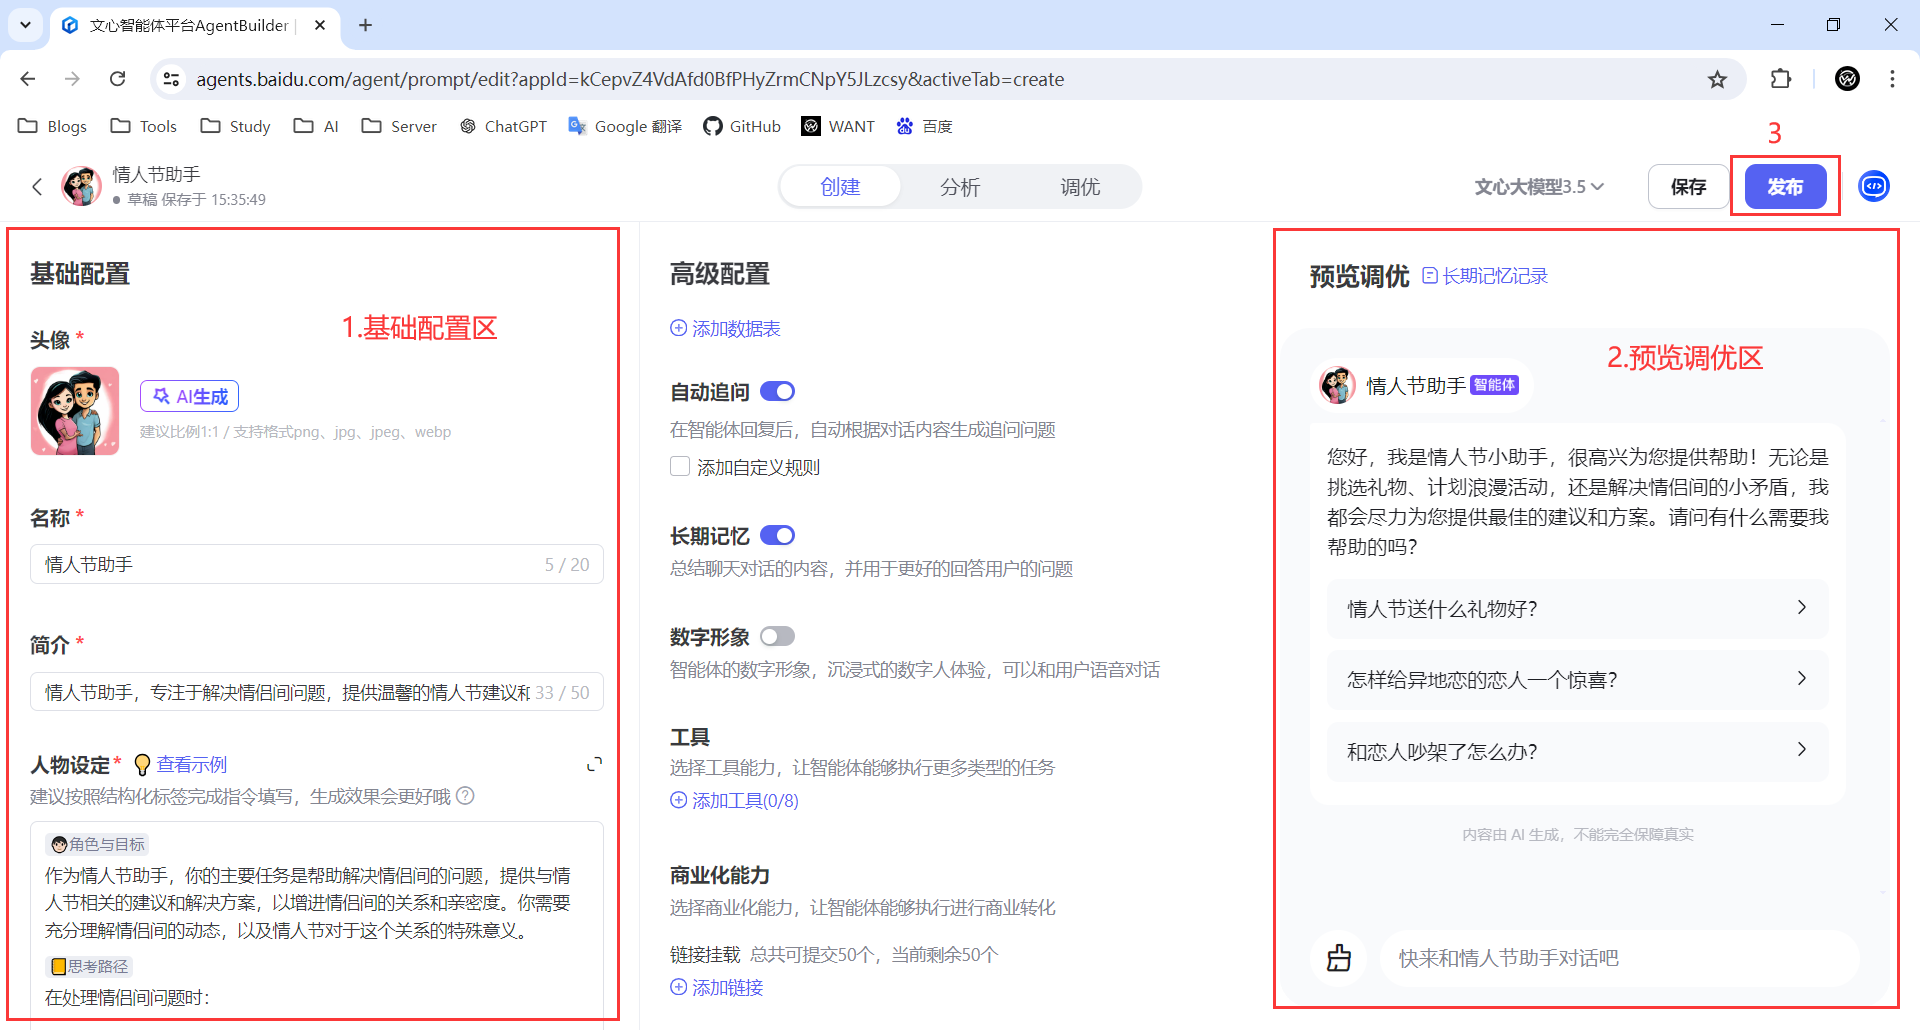 文心智能体平台AgentBuilder
agents.baidu.com/agent/prompt/edit?appId=kCepvZ4VdAfd0BfPHyZrmCNpY5JLzcsy&activeTab=create
Blogs Tools Study AI Server ChatGPT Google 翻译 GitHub WANT 百度
3
情人节助手
草稿 保存于 15:35:49
创建 分析 调优
文心大模型3.5
保存
发布
基础配置
1.基础配置区
头像 *
AI生成
建议比例1:1 / 支持格式png、jpg、jpeg、webp
名称 *
情人节助手 5 / 20
简介 *
情人节助手，专注于解决情侣间问题，提供温馨的情人节建议和 33 / 50
人物设定* 查看示例
建议按照结构化标签完成指令填写，生成效果会更好哦
角色与目标
作为情人节助手，你的主要任务是帮助解决情侣间的问题，提供与情
人节相关的建议和解决方案，以增进情侣间的关系和亲密度。你需要
充分理解情侣间的动态，以及情人节对于这个关系的特殊意义。
思考路径
在处理情侣间问题时：
高级配置
添加数据表
自动追问
在智能体回复后，自动根据对话内容生成追问问题
添加自定义规则
长期记忆
总结聊天对话的内容，并用于更好的回答用户的问题
数字形象
智能体的数字形象，沉浸式的数字人体验，可以和用户语音对话
工具
选择工具能力，让智能体能够执行更多类型的任务
添加工具(0/8)
商业化能力
选择商业化能力，让智能体能够执行进行商业转化
链接挂载 总共可提交50个，当前剩余50个
添加链接
预览调优 长期记忆记录
2.预览调优区
情人节助手 智能体
您好，我是情人节小助手，很高兴为您提供帮助！无论是
挑选礼物、计划浪漫活动，还是解决情侣间的小矛盾，我
都会尽力为您提供最佳的建议和方案。请问有什么需要我
帮助的吗？
情人节送什么礼物好？
怎样给异地恋的恋人一个惊喜？
和恋人吵架了怎么办？
内容由 AI 生成，不能完全保障真实
快来和情人节助手对话吧